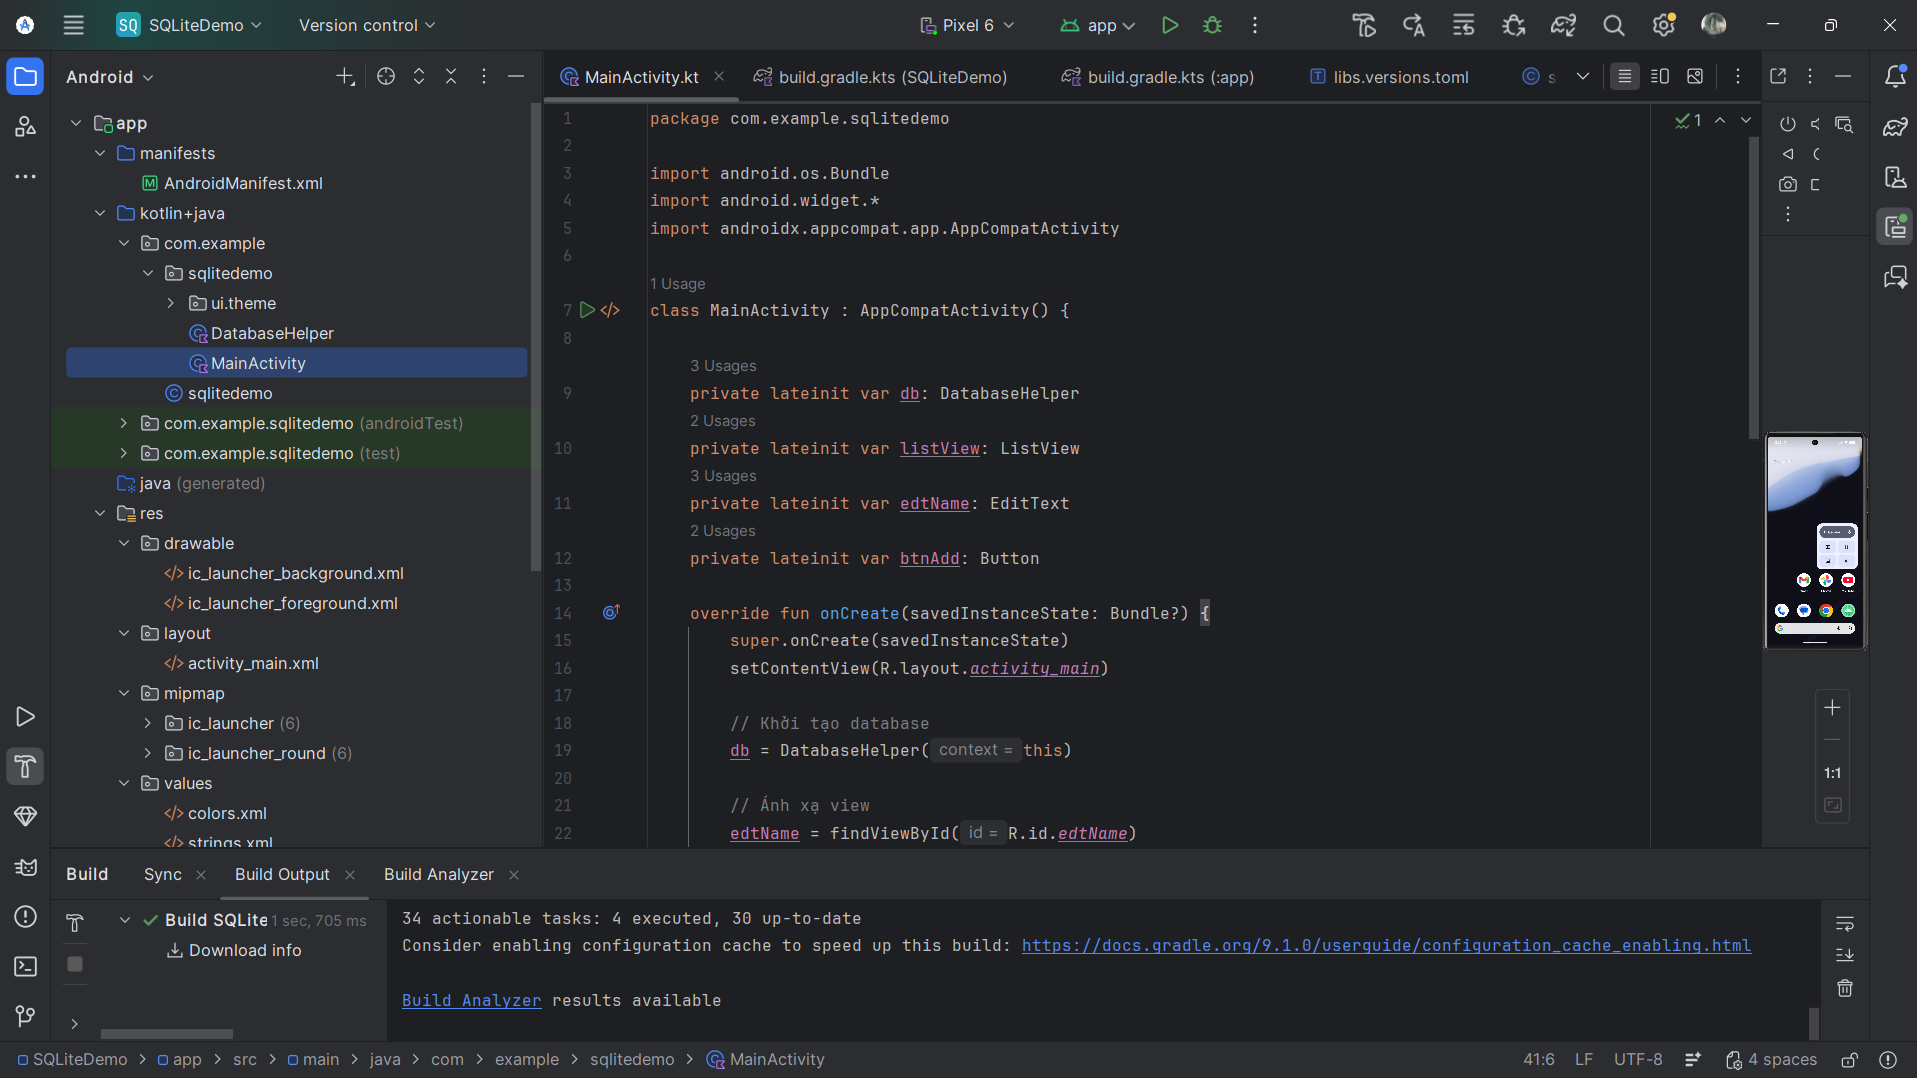 SQ SQLiteDemo Version control Pixel 6 app
Android
MainActivity.kt build.gradle.kts (SQLiteDemo) build.gradle.kts (:app) libs.versions.toml s
app
manifests
AndroidManifest.xml
kotlin+java
com.example
sqlitedemo
ui.theme
DatabaseHelper
MainActivity
sqlitedemo
com.example.sqlitedemo (androidTest)
com.example.sqlitedemo (test)
java (generated)
res
drawable
ic_launcher_background.xml
ic_launcher_foreground.xml
layout
activity_main.xml
mipmap
ic_launcher (6)
ic_launcher_round (6)
values
colors.xml
strings.xml
1 package com.example.sqlitedemo
2
3 import android.os.Bundle
4 import android.widget.*
5 import androidx.appcompat.app.AppCompatActivity
6
1 Usage
7 class MainActivity : AppCompatActivity() {
8
3 Usages
9 private lateinit var db: DatabaseHelper
2 Usages
10 private lateinit var listView: ListView
3 Usages
11 private lateinit var edtName: EditText
2 Usages
12 private lateinit var btnAdd: Button
13
14 override fun onCreate(savedInstanceState: Bundle?) {
15 super.onCreate(savedInstanceState)
16 setContentView(R.layout.activity_main)
17
18 // Khởi tạo database
19 db = DatabaseHelper( context = this)
20
21 // Ánh xạ view
22 edtName = findViewById( id = R.id.edtName)
1
1:1
Build Sync Build Output Build Analyzer
Build SQLite 1 sec, 705 ms
Download info
34 actionable tasks: 4 executed, 30 up-to-date
Consider enabling configuration cache to speed up this build: https://docs.gradle.org/9.1.0/userguide/configuration_cache_enabling.html
Build Analyzer results available
SQLiteDemo > app > src > main > java > com > example > sqlitedemo > MainActivity 41:6 LF UTF-8 4 spaces